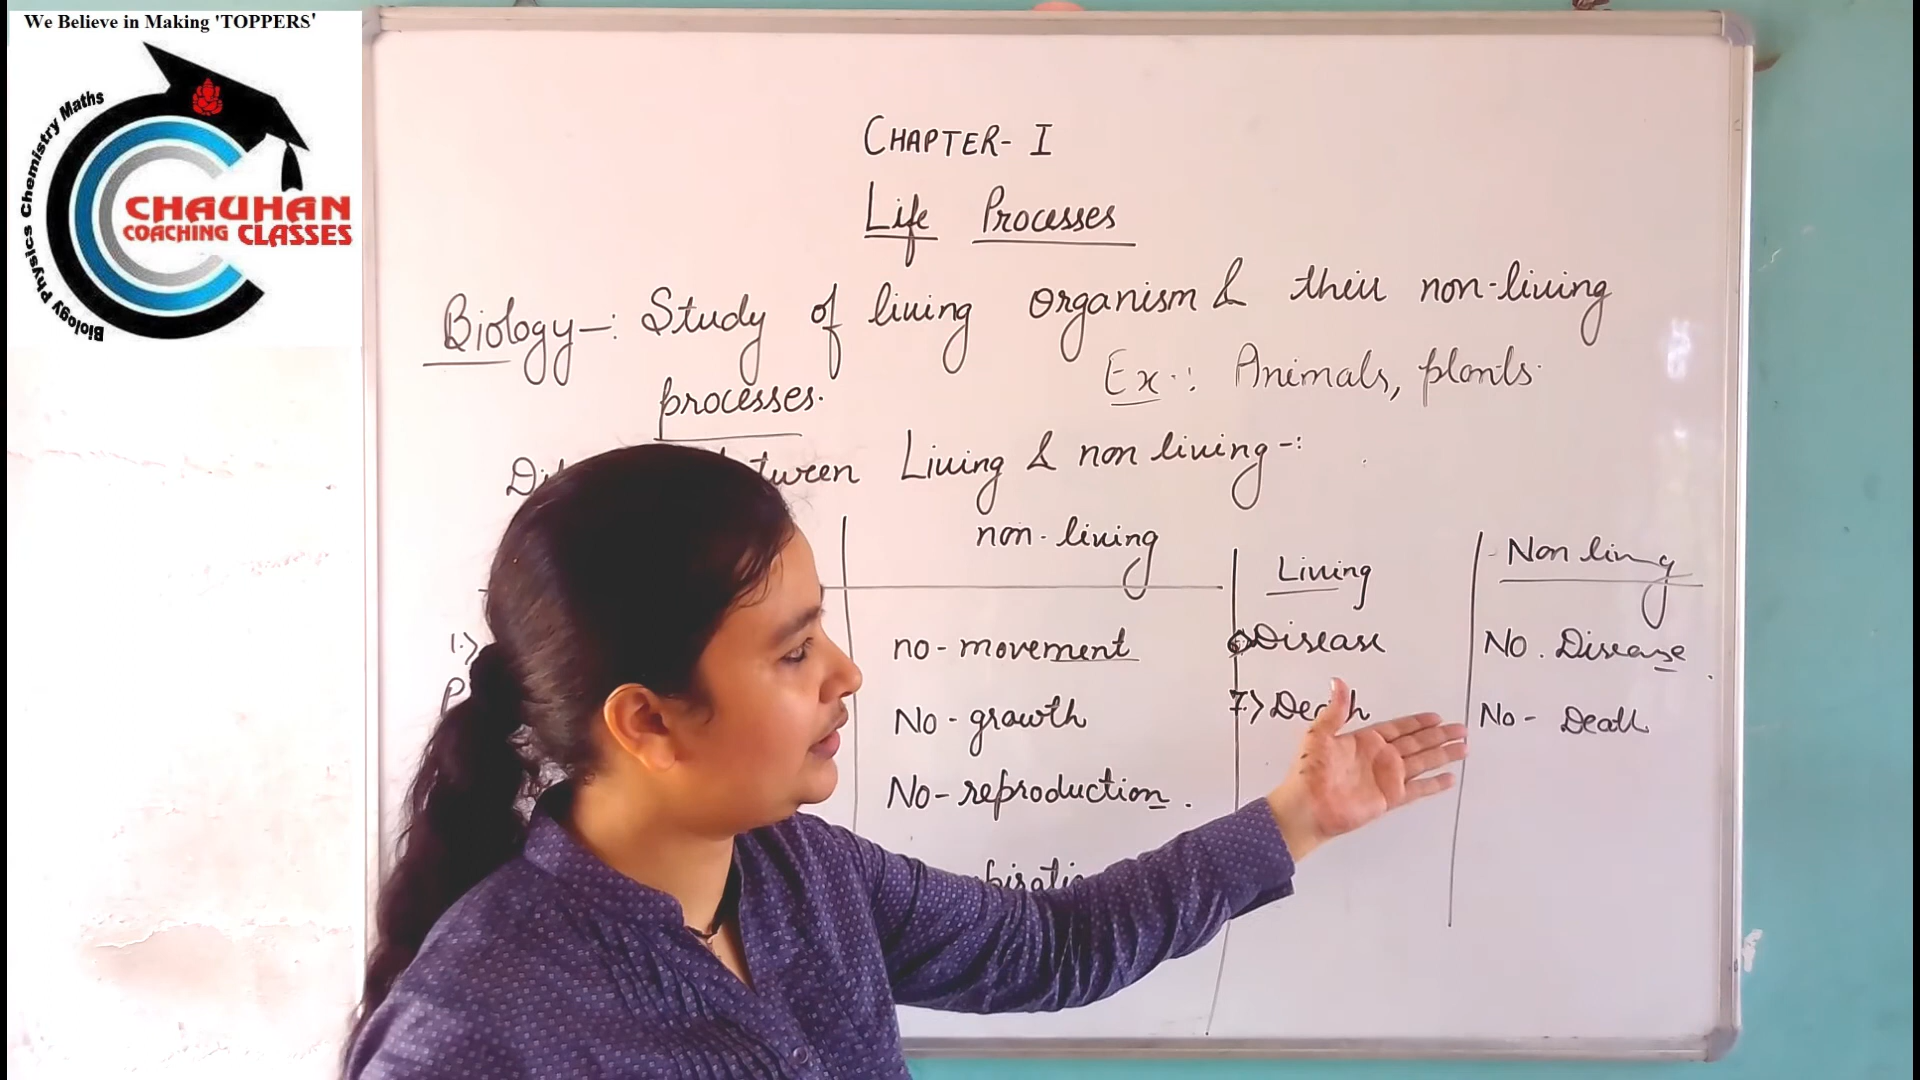 We Believe in Making 'TOPPERS'
Biology Physics Chemistry Maths
CHAUHAN
COACHING CLASSES
CHAPTER- I
Life Processes
Biology-: Study of living organism & their non-living
processes.
Ex.: Animals, plants.
between Living & non living-:
non-living
Living
Non living
1.)
no-movement
Disease
No. Disease
No-growth
7.) Death
No- Death
No-reproduction.